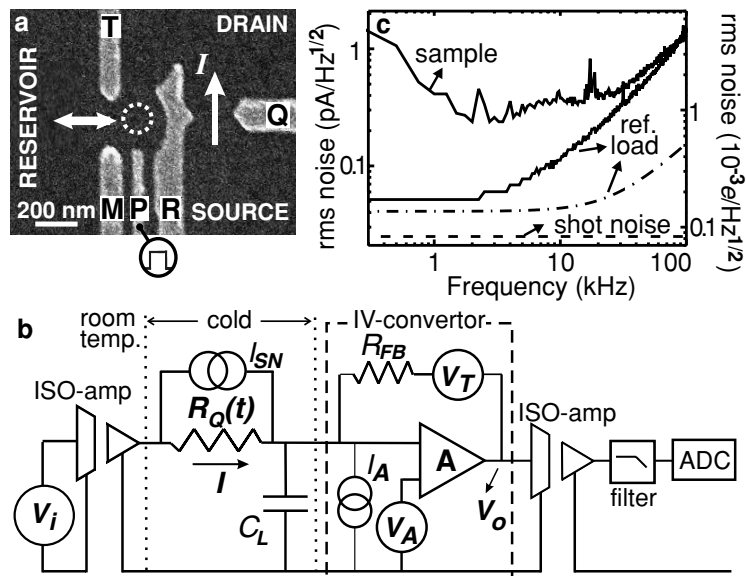 a
T
DRAIN
RESERVOIR
I
Q
200 nm
M P R
SOURCE
c
rms noise (pA/Hz^1/2)
1
0.1
sample
ref.
load
shot noise
1
0.1
rms noise (10^-3 e/Hz^1/2)
1 10 100
Frequency (kHz)
b
room
temp.
cold
IV-convertor
ISO-amp
I_SN
R_Q(t)
I
C_L
V_i
R_FB
V_T
I_A
A
V_A
V_o
ISO-amp
filter
ADC